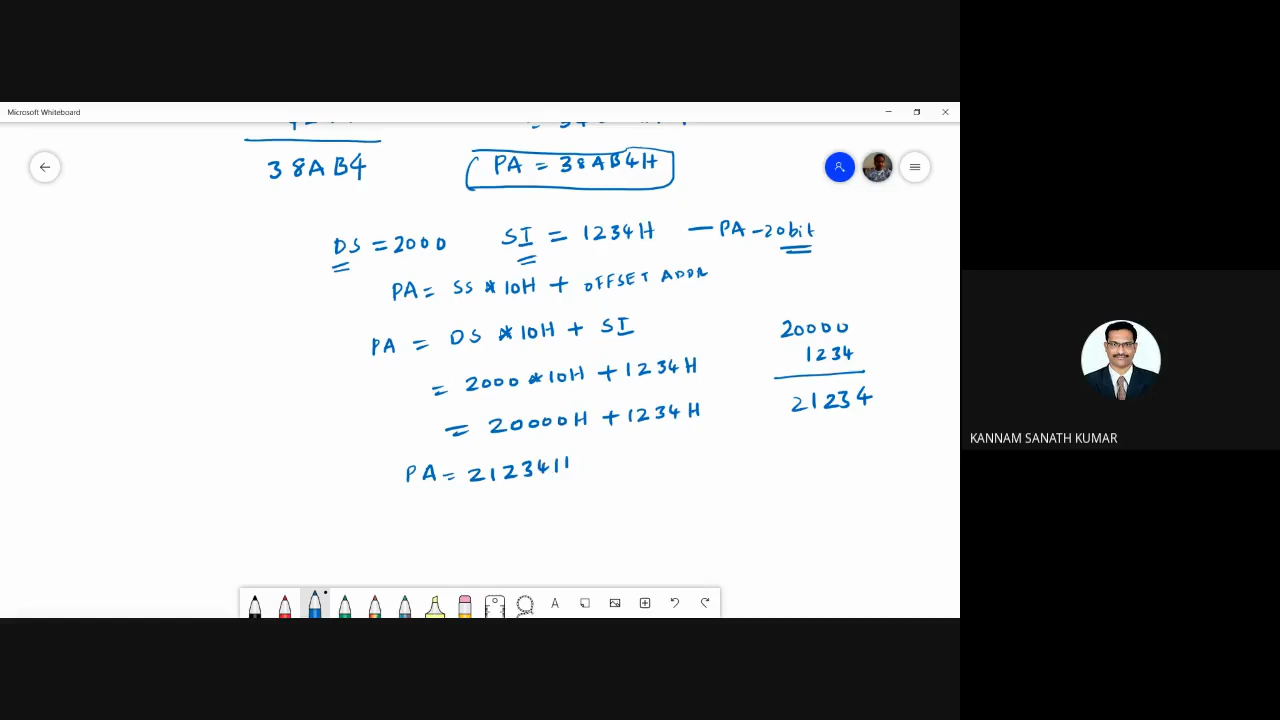 Microsoft Whiteboard
38AB4
PA = 38AB4H
DS = 2000 SI = 1234H — PA - 20bit
PA = SS * 10H + OFFSET ADDR
PA = DS * 10H + SI
= 2000 * 10H + 1234H
= 20000H + 1234H
20000
1234
21234
PA = 21234H
KANNAM SANATH KUMAR